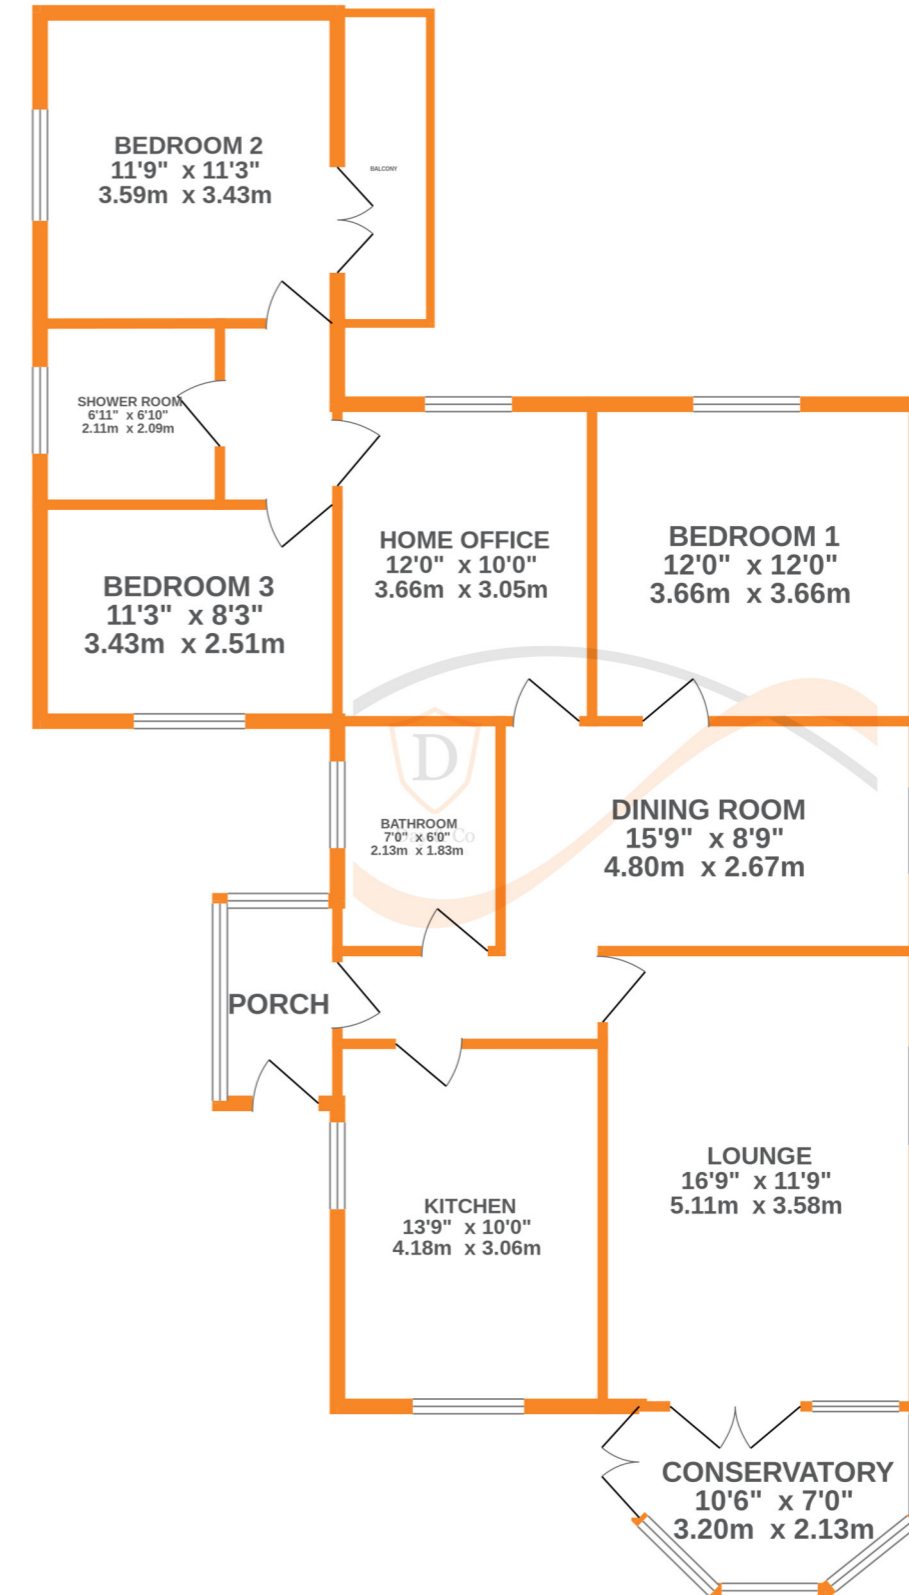 BEDROOM 2
11'9" x 11'3"
3.59m x 3.43m
BALCONY
SHOWER ROOM
6'11" x 6'10"
2.11m x 2.09m
HOME OFFICE
12'0" x 10'0"
3.66m x 3.05m
BEDROOM 1
12'0" x 12'0"
3.66m x 3.66m
BEDROOM 3
11'3" x 8'3"
3.43m x 2.51m
D
BATHROOM
7'0" x 6'0"
2.13m x 1.83m
Co
DINING ROOM
15'9" x 8'9"
4.80m x 2.67m
PORCH
LOUNGE
16'9" x 11'9"
5.11m x 3.58m
KITCHEN
13'9" x 10'0"
4.18m x 3.06m
CONSERVATORY
10'6" x 7'0"
3.20m x 2.13m